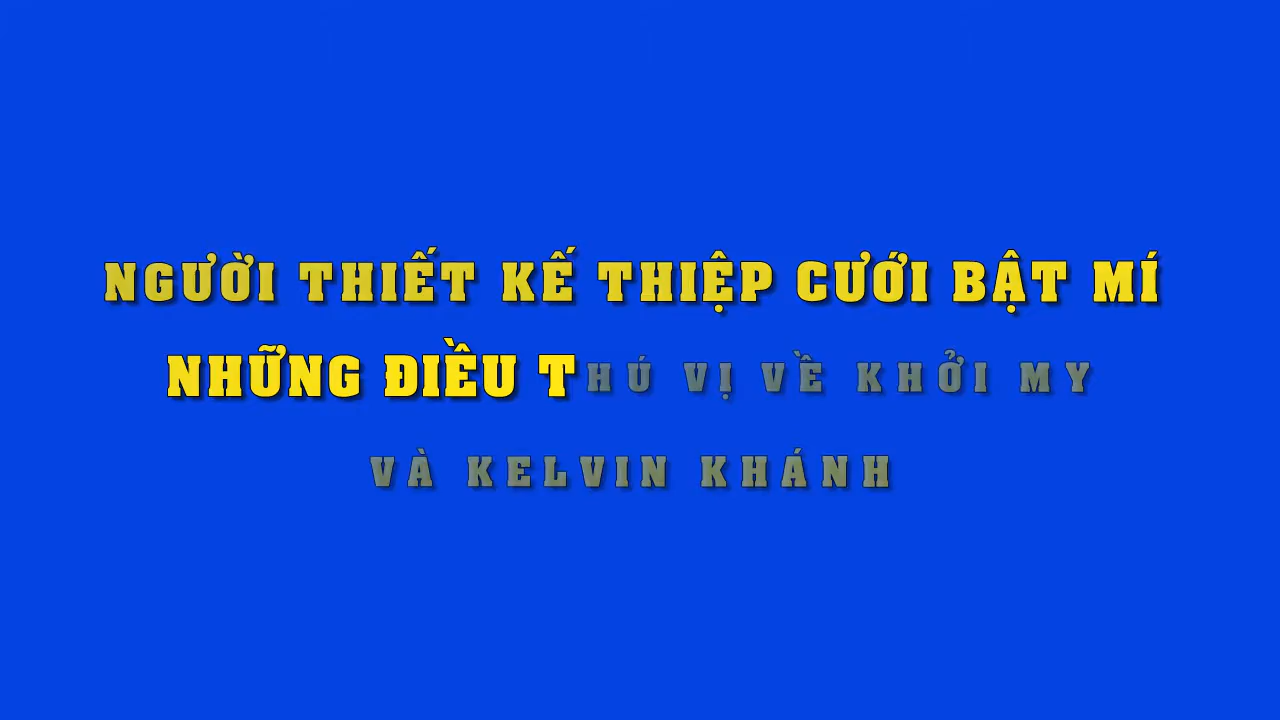 NGƯỜI THIẾT KẾ THIỆP CƯỚI BẬT MÍ
NHỮNG ĐIỀU THÚ VỊ VỀ KHỞI MY
VÀ KELVIN KHÁNH